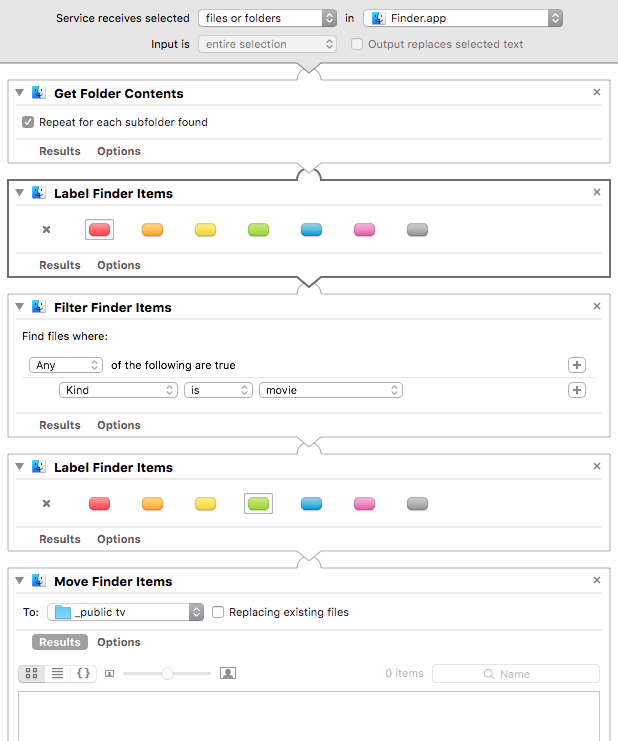 Service receives selected files or folders in Finder.app
Input is entire selection Output replaces selected text
Get Folder Contents
Repeat for each subfolder found
Results Options
Label Finder Items
Results Options
Filter Finder Items
Find files where:
Any of the following are true
Kind is movie
Results Options
Label Finder Items
Results Options
Move Finder Items
To: _public tv Replacing existing files
Results Options
0 items Name